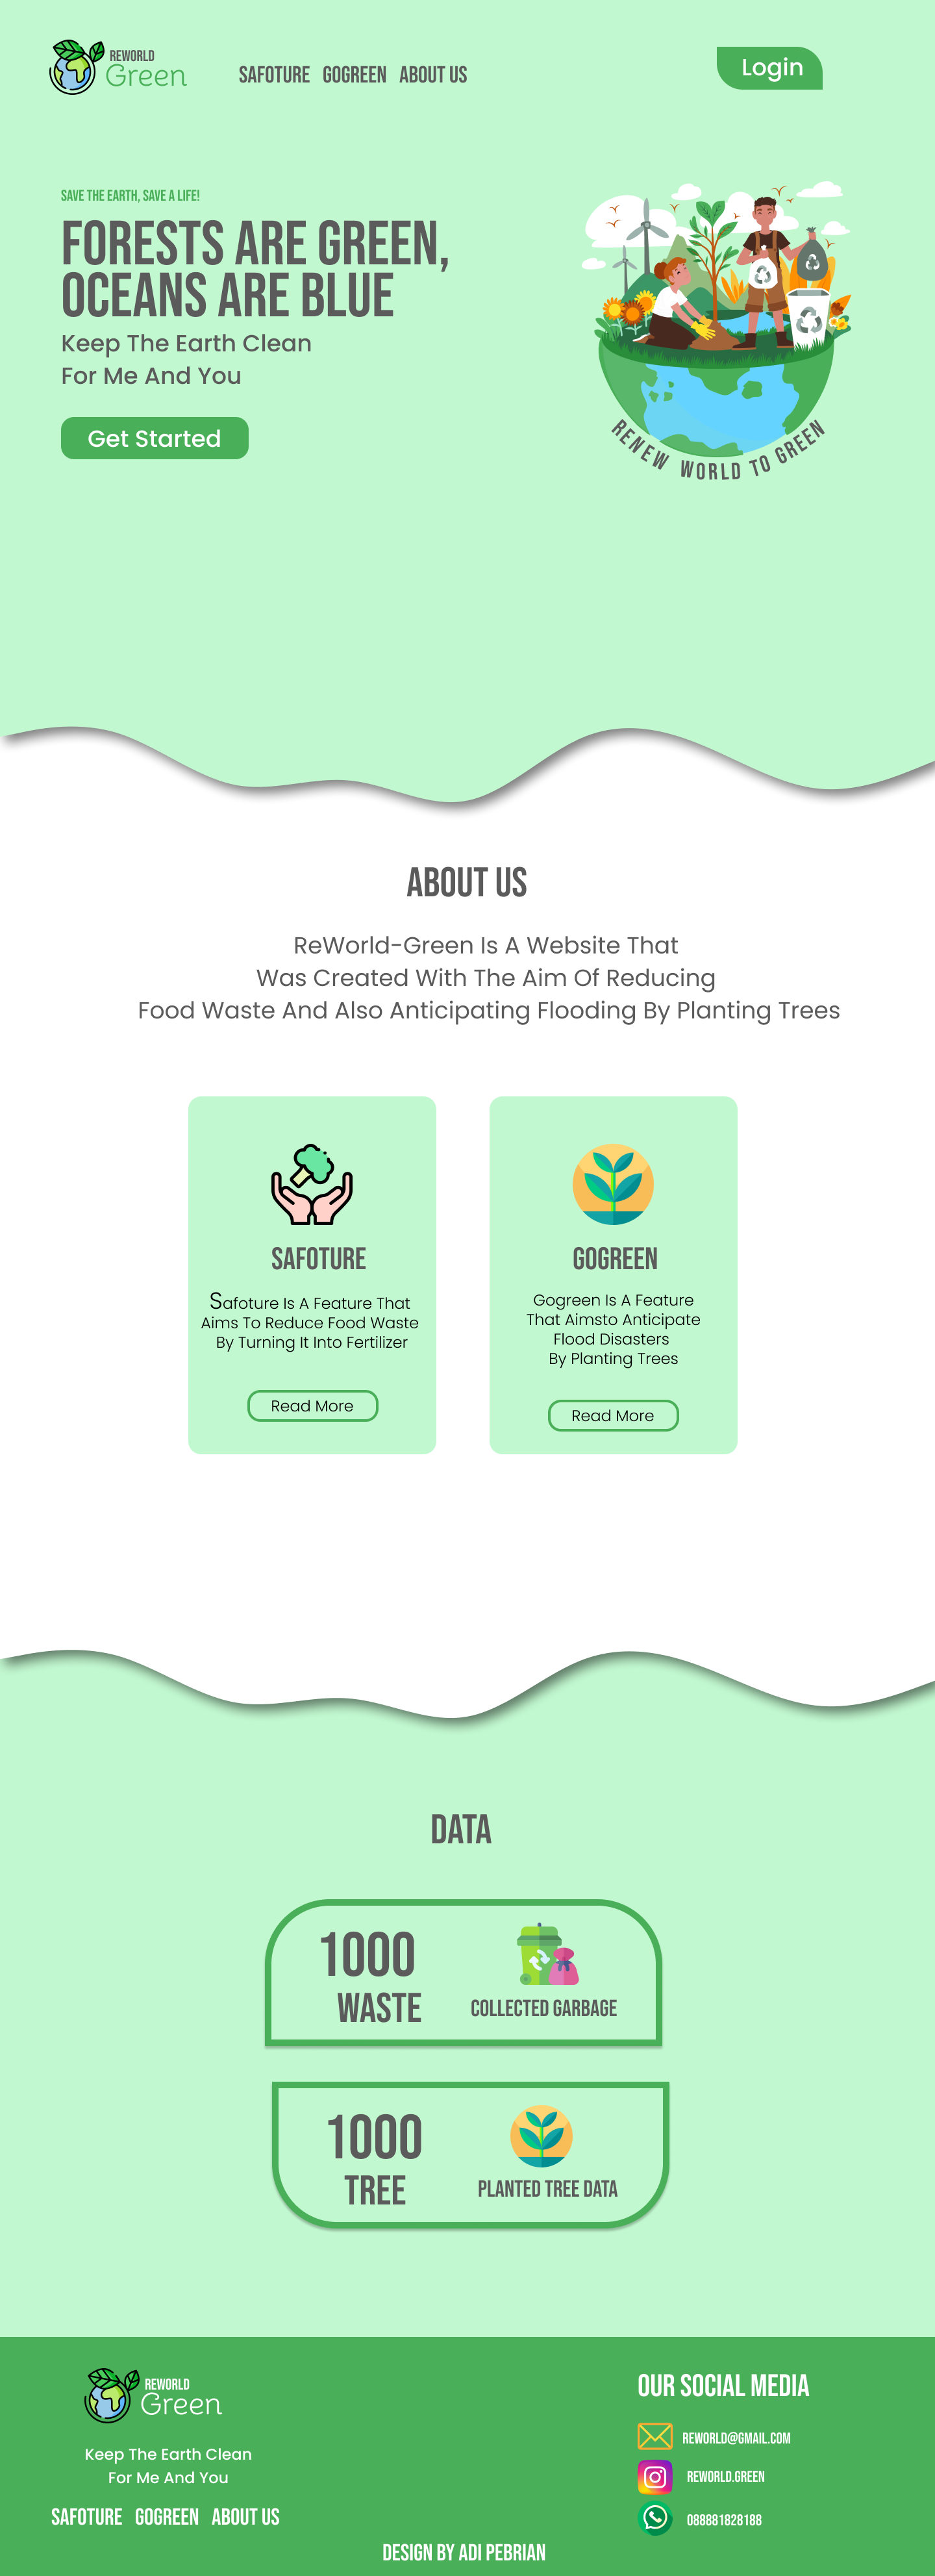 REWORLD
Green
SAFOTURE GOGREEN ABOUT US
Login
SAVE THE EARTH, SAVE A LIFE!
FORESTS ARE GREEN,
OCEANS ARE BLUE
Keep The Earth Clean
For Me And You
Get Started
RENEW WORLD TO GREEN
ABOUT US
ReWorld-Green Is A Website That
Was Created With The Aim Of Reducing
Food Waste And Also Anticipating Flooding By Planting Trees
SAFOTURE
Safoture Is A Feature That
Aims To Reduce Food Waste
By Turning It Into Fertilizer
Read More
GOGREEN
Gogreen Is A Feature
That Aimsto Anticipate
Flood Disasters
By Planting Trees
Read More
DATA
1000
WASTE
COLLECTED GARBAGE
1000
TREE
PLANTED TREE DATA
REWORLD
Green
Keep The Earth Clean
For Me And You
SAFOTURE GOGREEN ABOUT US
OUR SOCIAL MEDIA
REWORLD@GMAIL.COM
REWORLD.GREEN
088881828188
DESIGN BY ADI PEBRIAN